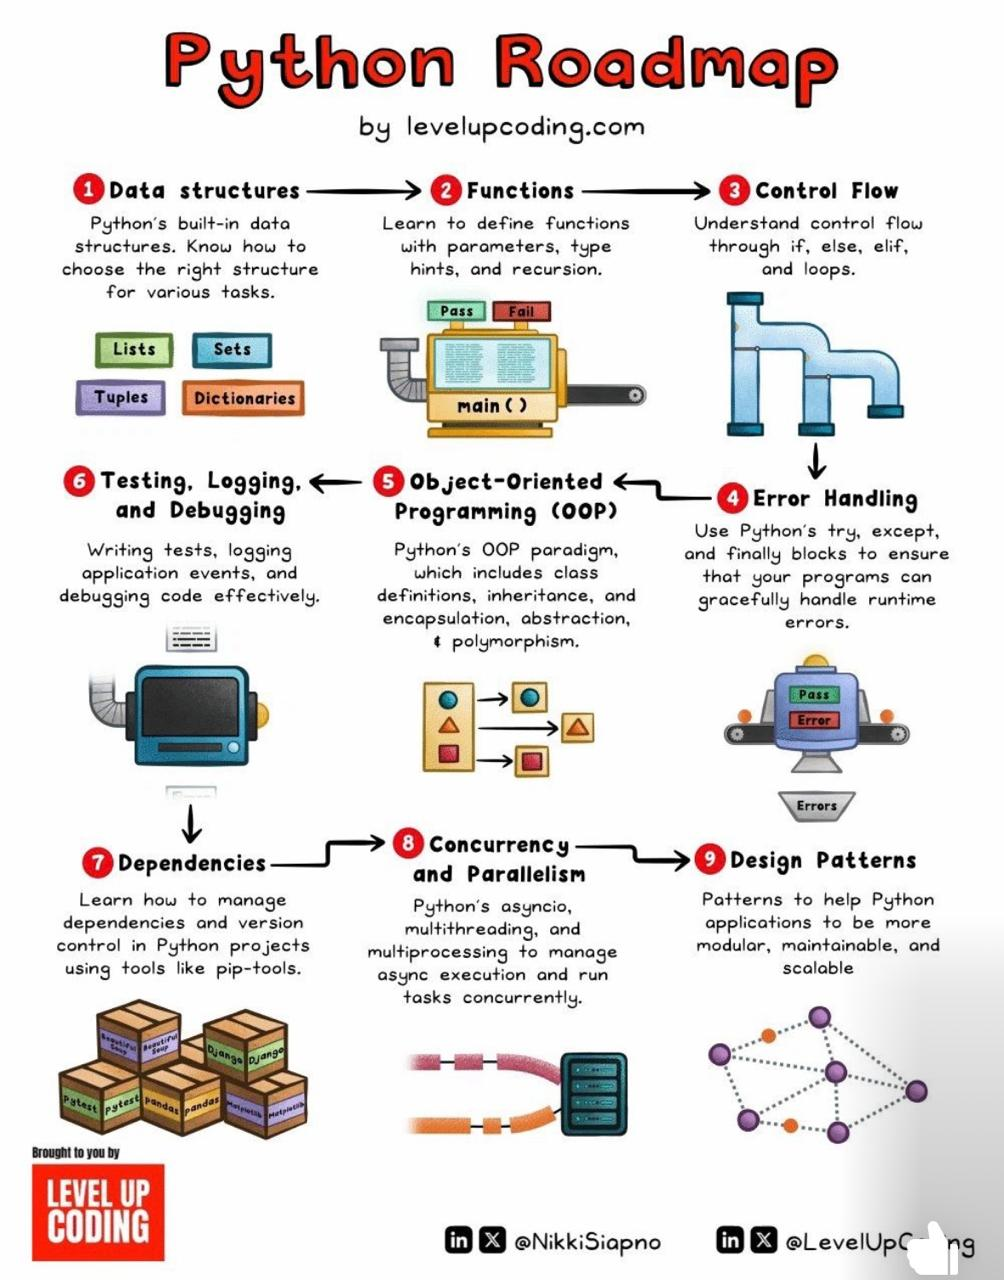 Python Roadmap
by levelupcoding.com
1 Data structures
Python's built-in data
structures. Know how to
choose the right structure
for various tasks.
Lists
Sets
Tuples
Dictionaries
2 Functions
Learn to define functions
with parameters, type
hints, and recursion.
Pass
Fail
main()
3 Control Flow
Understand control flow
through if, else, elif,
and loops.
4 Error Handling
Use Python's try, except,
and finally blocks to ensure
that your programs can
gracefully handle runtime
errors.
Pass
Error
Errors
5 Object-Oriented
Programming (OOP)
Python's OOP paradigm,
which includes class
definitions, inheritance, and
encapsulation, abstraction,
& polymorphism.
6 Testing, Logging,
and Debugging
Writing tests, logging
application events, and
debugging code effectively.
7 Dependencies
Learn how to manage
dependencies and version
control in Python projects
using tools like pip-tools.
Beautiful Soup
Beautiful Soup
Django
Django
Pytest
Pytest
pandas
pandas
Matplotlib
Matplotlib
8 Concurrency
and Parallelism
Python's asyncio,
multithreading, and
multiprocessing to manage
async execution and run
tasks concurrently.
9 Design Patterns
Patterns to help Python
applications to be more
modular, maintainable, and
scalable
Brought to you by
LEVEL UP
CODING
in X @NikkiSiapno
in X @LevelUpCoding